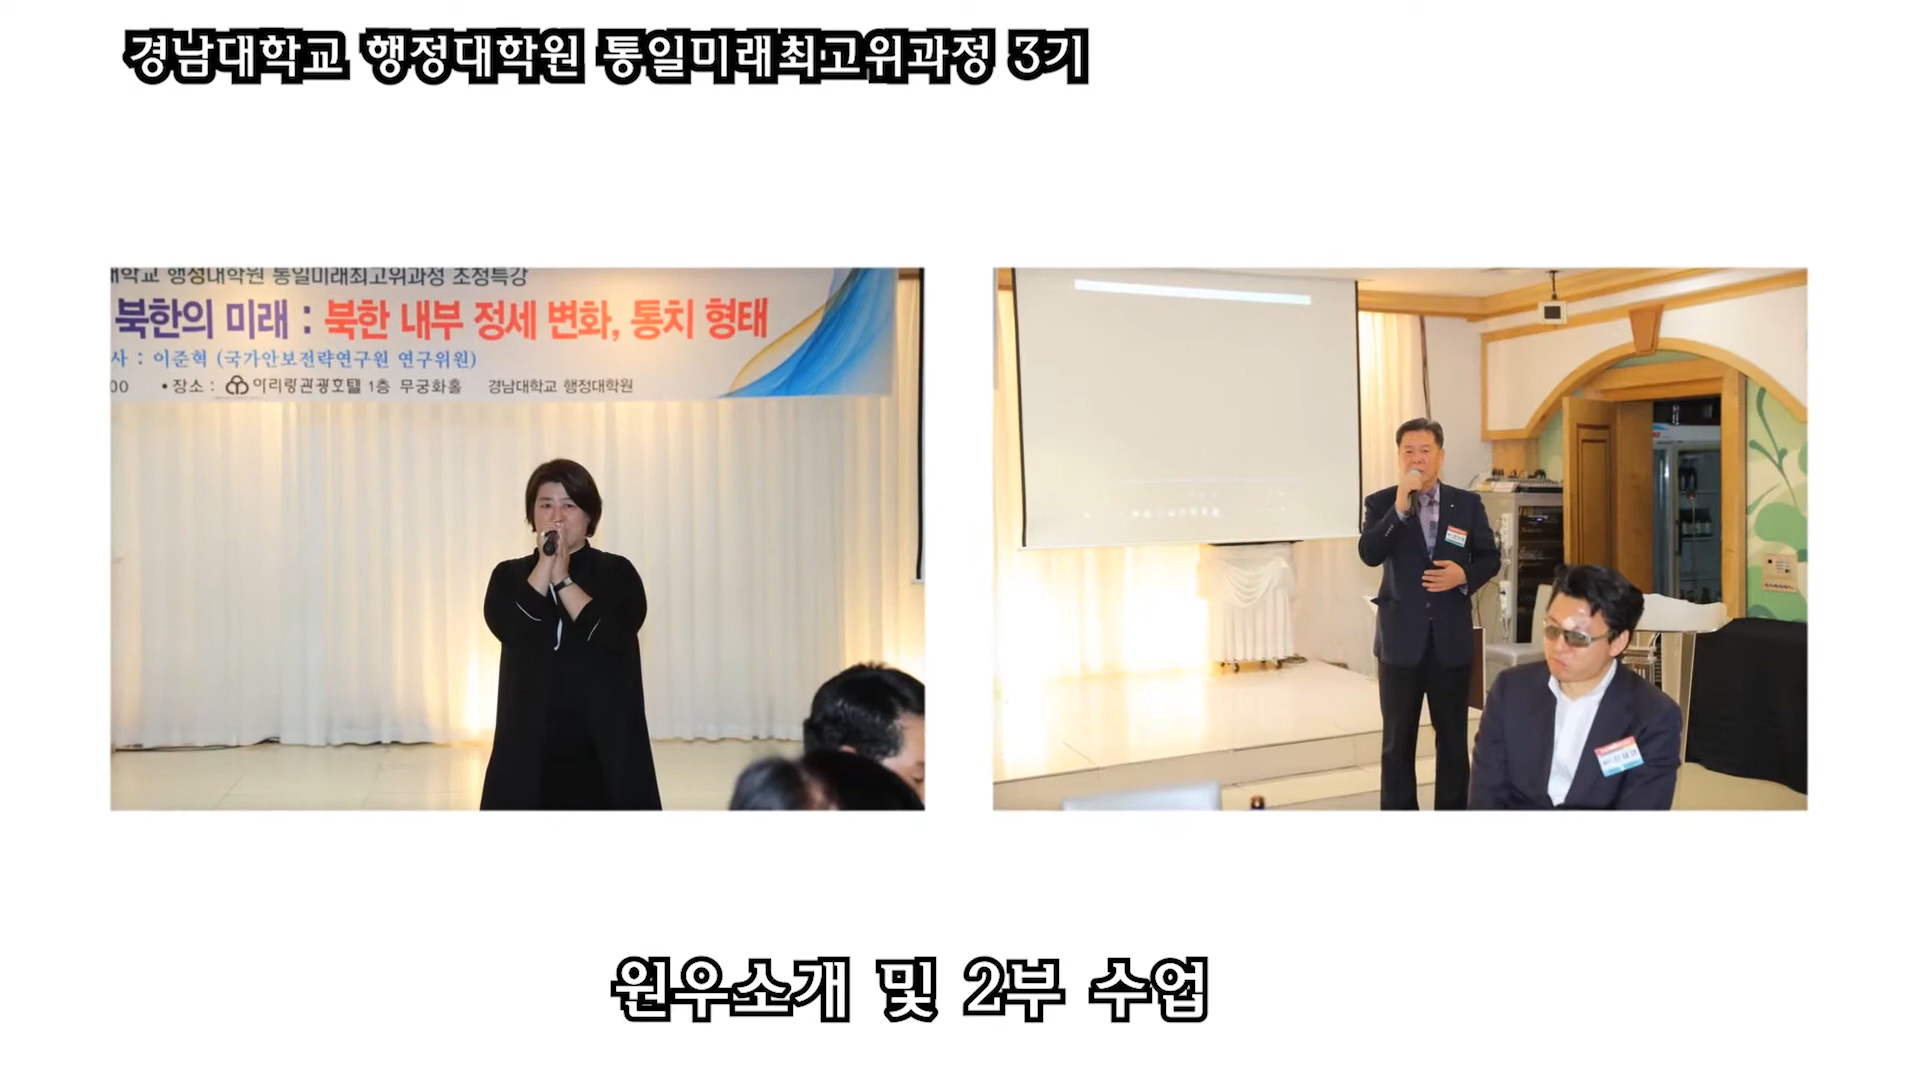 경남대학교 행정대학원 통일미래최고위과정 3기
대학교 행정대학원 통일미래최고위과정 초청특강
북한의 미래 : 북한 내부 정세 변화, 통치 형태
사 : 이준혁 (국가안보전략연구원 연구위원)
00 • 장소 : 아리랑관광호텔 1층 무궁화홀 경남대학교 행정대학원
원우소개 및 2부 수업